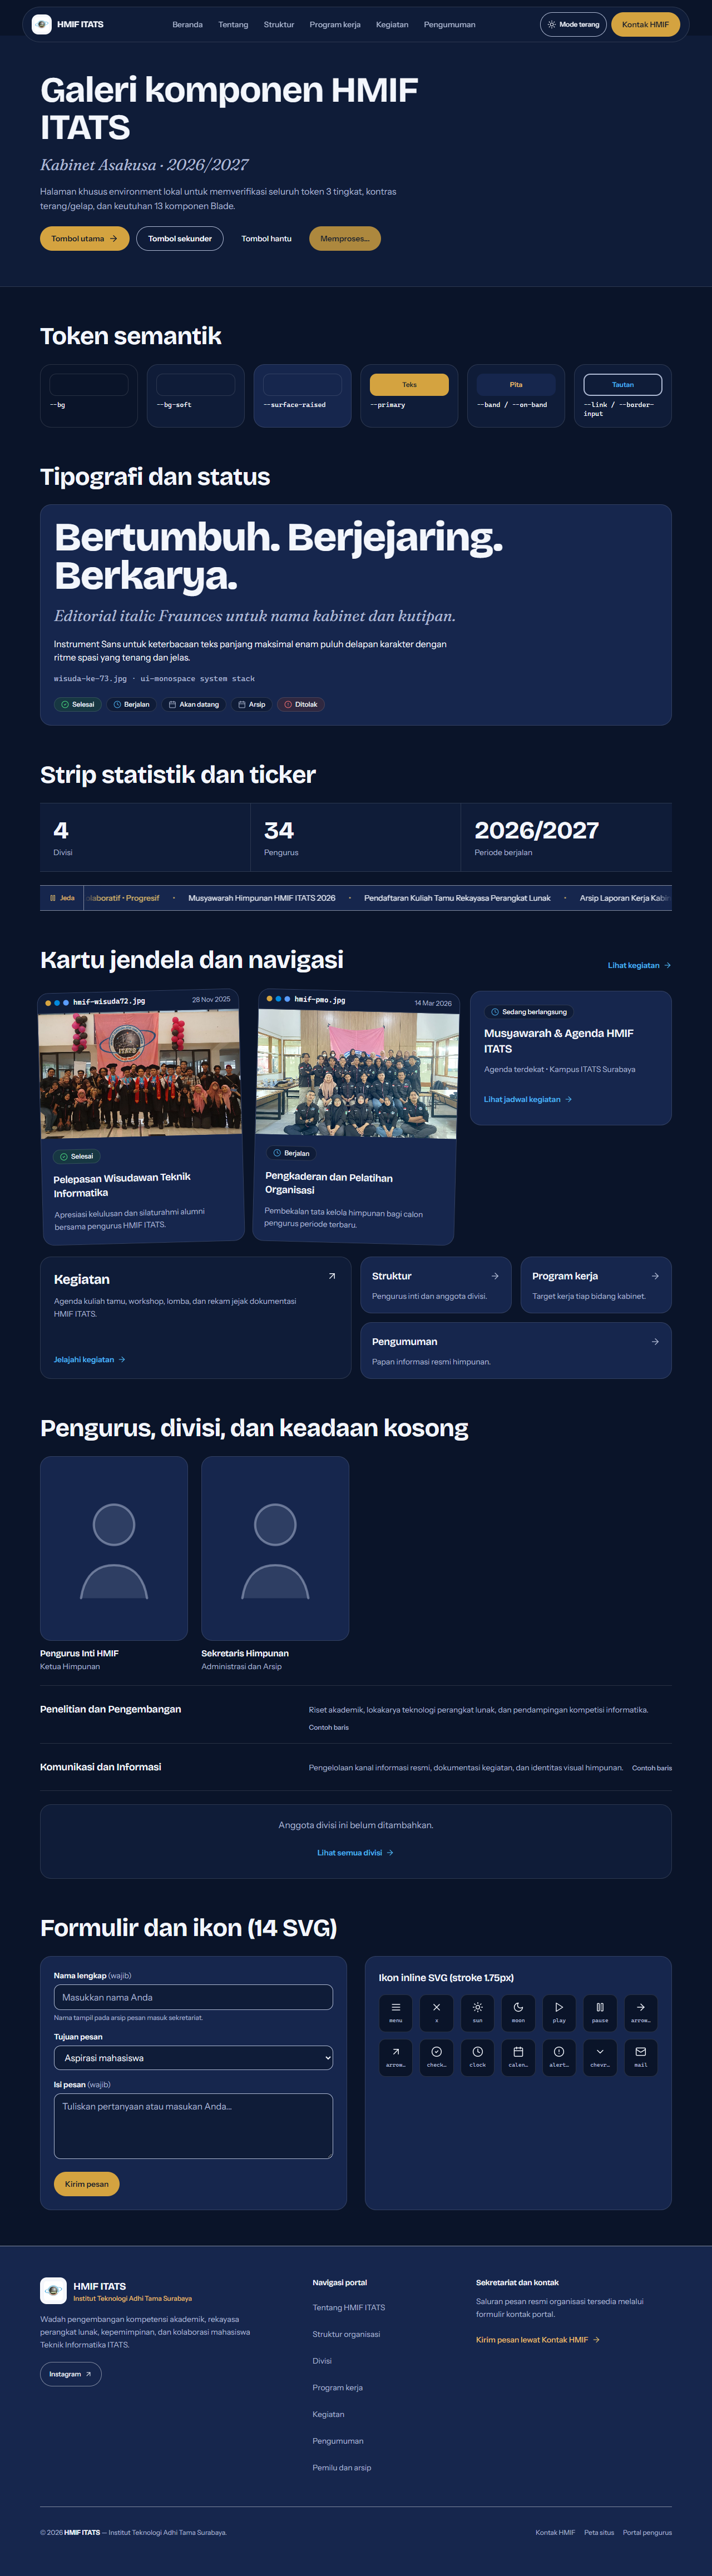 HMIF ITATS
Beranda
Tentang
Struktur
Program kerja
Kegiatan
Pengumuman
Mode terang
Kontak HMIF
Galeri komponen HMIF
ITATS
Kabinet Asakusa · 2026/2027
Halaman khusus environment lokal untuk memverifikasi seluruh token 3 tingkat, kontras
terang/gelap, dan keutuhan 13 komponen Blade.
Tombol utama
Tombol sekunder
Tombol hantu
Memproses…
Token semantik
--bg
--bg-soft
--surface-raised
Teks
--primary
Pita
--band / --on-band
Tautan
--link / --border-
input
Tipografi dan status
Bertumbuh. Berjejaring.
Berkarya.
Editorial italic Fraunces untuk nama kabinet dan kutipan.
Instrument Sans untuk keterbacaan teks panjang maksimal enam puluh delapan karakter dengan
ritme spasi yang tenang dan jelas.
wisuda-ke-73.jpg · ui-monospace system stack
Selesai
Berjalan
Akan datang
Arsip
Ditolak
Strip statistik dan ticker
4
Divisi
34
Pengurus
2026/2027
Periode berjalan
Jeda
olaboratif • Progresif • Musyawarah Himpunan HMIF ITATS 2026 • Pendaftaran Kuliah Tamu Rekayasa Perangkat Lunak • Arsip Laporan Kerja Kabin
Kartu jendela dan navigasi
Lihat kegiatan
hmif-wisuda72.jpg
28 Nov 2025
ITATS
Selesai
Pelepasan Wisudawan Teknik
Informatika
Apresiasi kelulusan dan silaturahmi alumni
bersama pengurus HMIF ITATS.
hmif-pmo.jpg
14 Mar 2026
Berjalan
Pengkaderan dan Pelatihan
Organisasi
Pembekalan tata kelola himpunan bagi calon
pengurus periode terbaru.
Sedang berlangsung
Musyawarah & Agenda HMIF
ITATS
Agenda terdekat • Kampus ITATS Surabaya
Lihat jadwal kegiatan
Kegiatan
Agenda kuliah tamu, workshop, lomba, dan rekam jejak dokumentasi
HMIF ITATS.
Jelajahi kegiatan
Struktur
Pengurus inti dan anggota divisi.
Program kerja
Target kerja tiap bidang kabinet.
Pengumuman
Papan informasi resmi himpunan.
Pengurus, divisi, dan keadaan kosong
Pengurus Inti HMIF
Ketua Himpunan
Sekretaris Himpunan
Administrasi dan Arsip
Penelitian dan Pengembangan
Riset akademik, lokakarya teknologi perangkat lunak, dan pendampingan kompetisi informatika.
Contoh baris
Komunikasi dan Informasi
Pengelolaan kanal informasi resmi, dokumentasi kegiatan, dan identitas visual himpunan.
Contoh baris
Anggota divisi ini belum ditambahkan.
Lihat semua divisi
Formulir dan ikon (14 SVG)
Nama lengkap (wajib)
Masukkan nama Anda
Nama tampil pada arsip pesan masuk sekretariat.
Tujuan pesan
Aspirasi mahasiswa
Isi pesan (wajib)
Tuliskan pertanyaan atau masukan Anda...
Kirim pesan
Ikon inline SVG (stroke 1.75px)
menu
x
sun
moon
play
pause
arrow…
arrow…
check…
clock
calen…
alert…
chevr…
mail
HMIF ITATS
Institut Teknologi Adhi Tama Surabaya
Wadah pengembangan kompetensi akademik, rekayasa
perangkat lunak, kepemimpinan, dan kolaborasi mahasiswa
Teknik Informatika ITATS.
Instagram
Navigasi portal
Tentang HMIF ITATS
Struktur organisasi
Divisi
Program kerja
Kegiatan
Pengumuman
Pemilu dan arsip
Sekretariat dan kontak
Saluran pesan resmi organisasi tersedia melalui
formulir kontak portal.
Kirim pesan lewat Kontak HMIF
© 2026 HMIF ITATS — Institut Teknologi Adhi Tama Surabaya.
Kontak HMIF
Peta situs
Portal pengurus